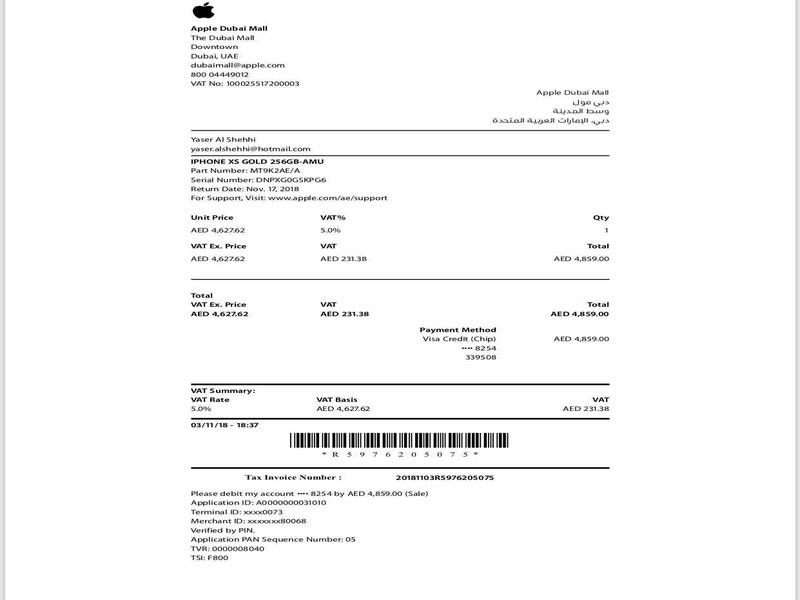 Apple Dubai Mall
The Dubai Mall
Downtown
Dubai, UAE
dubaimall@apple.com
800 04449012
VAT No: 100025517200003
Apple Dubai Mall
دبي مول
وسط المدينة
دبي، الإمارات العربية المتحدة
Yaser Al Shehhi
yaser.alshehhi@hotmail.com
IPHONE XS GOLD 256GB-AMU
Part Number: MT9K2AE/A
Serial Number: DNPXG0GSKPG6
Return Date: Nov. 17, 2018
For Support, Visit: www.apple.com/ae/support
Unit Price VAT% Qty
AED 4,627.62 5.0% 1
VAT Ex. Price VAT Total
AED 4,627.62 AED 231.38 AED 4,859.00
Total
VAT Ex. Price VAT Total
AED 4,627.62 AED 231.38 AED 4,859.00
Payment Method
Visa Credit (Chip) AED 4,859.00
•••• 8254
339508
VAT Summary:
VAT Rate VAT Basis VAT
5.0% AED 4,627.62 AED 231.38
03/11/18 - 18:37
*R5976205075*
Tax Invoice Number : 20181103R5976205075
Please debit my account •••• 8254 by AED 4,859.00 (Sale)
Application ID: A0000000031010
Terminal ID: xxxx0073
Merchant ID: xxxxxxx80068
Verified by PIN.
Application PAN Sequence Number: 05
TVR: 0000008040
TSI: F800